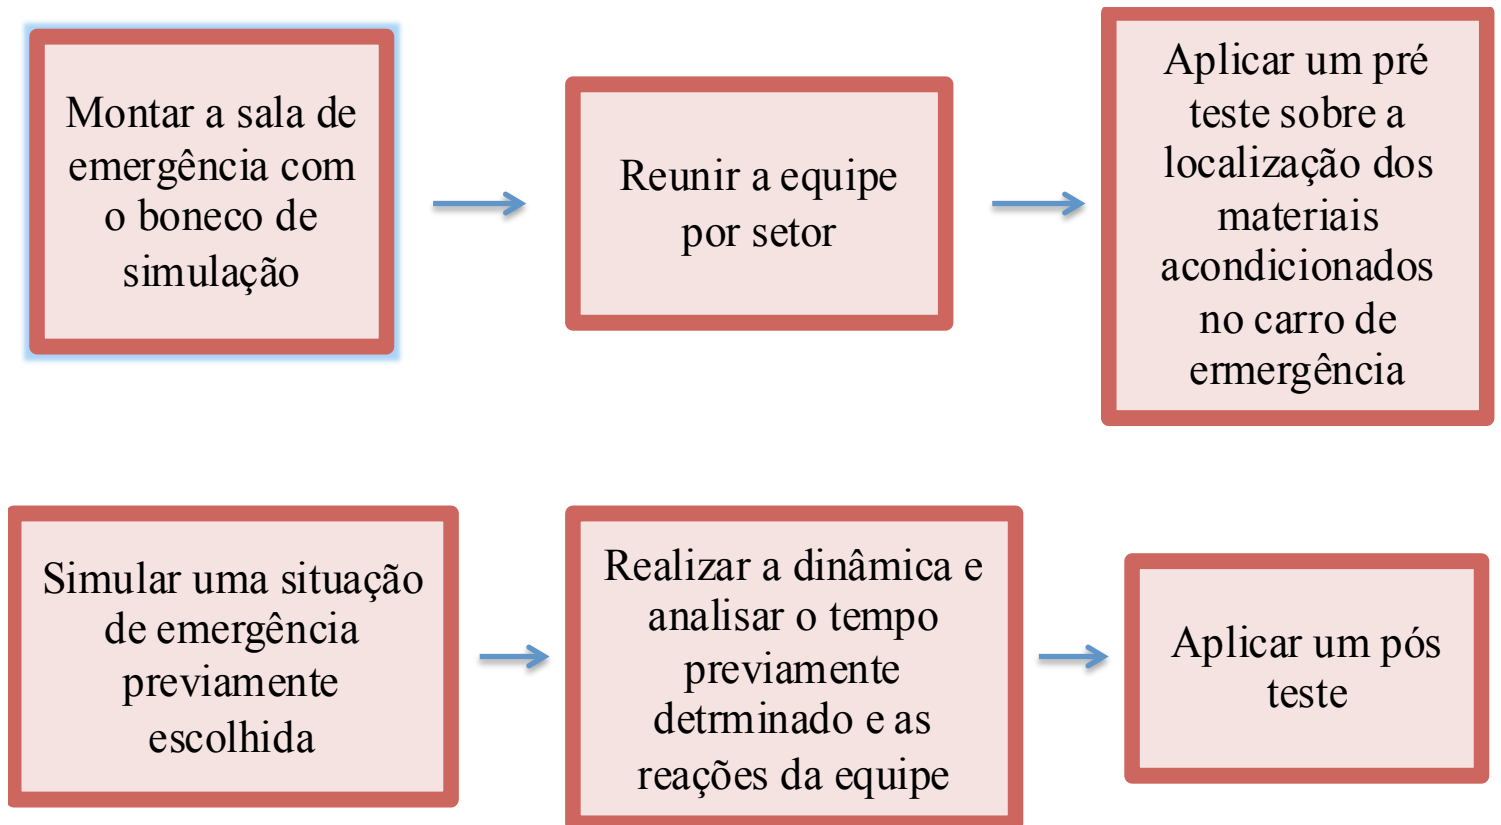 Montar a sala de
emergência com
o boneco de
simulação
Reunir a equipe
por setor
Aplicar um pré
teste sobre a
localização dos
materiais
acondicionados
no carro de
ermergência
Simular uma situação
de emergência
previamente
escolhida
Realizar a dinâmica e
analisar o tempo
previamente
detrminado e as
reações da equipe
Aplicar um pós
teste